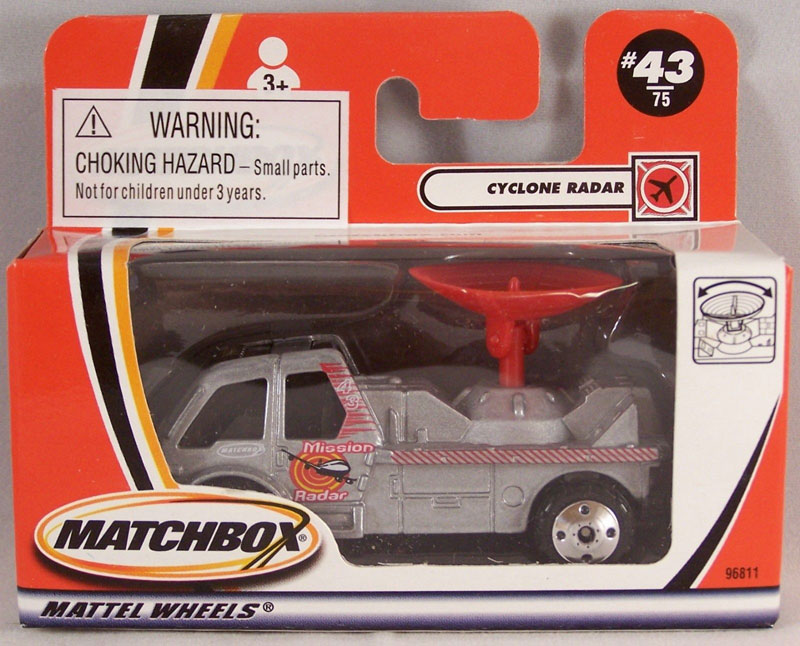 3+
#43
75
WARNING:
CHOKING HAZARD – Small parts.
Not for children under 3 years.
CYCLONE RADAR
43
MATCHBOX
Mission
Radar
MATCHBOX®
96811
MATTEL WHEELS®